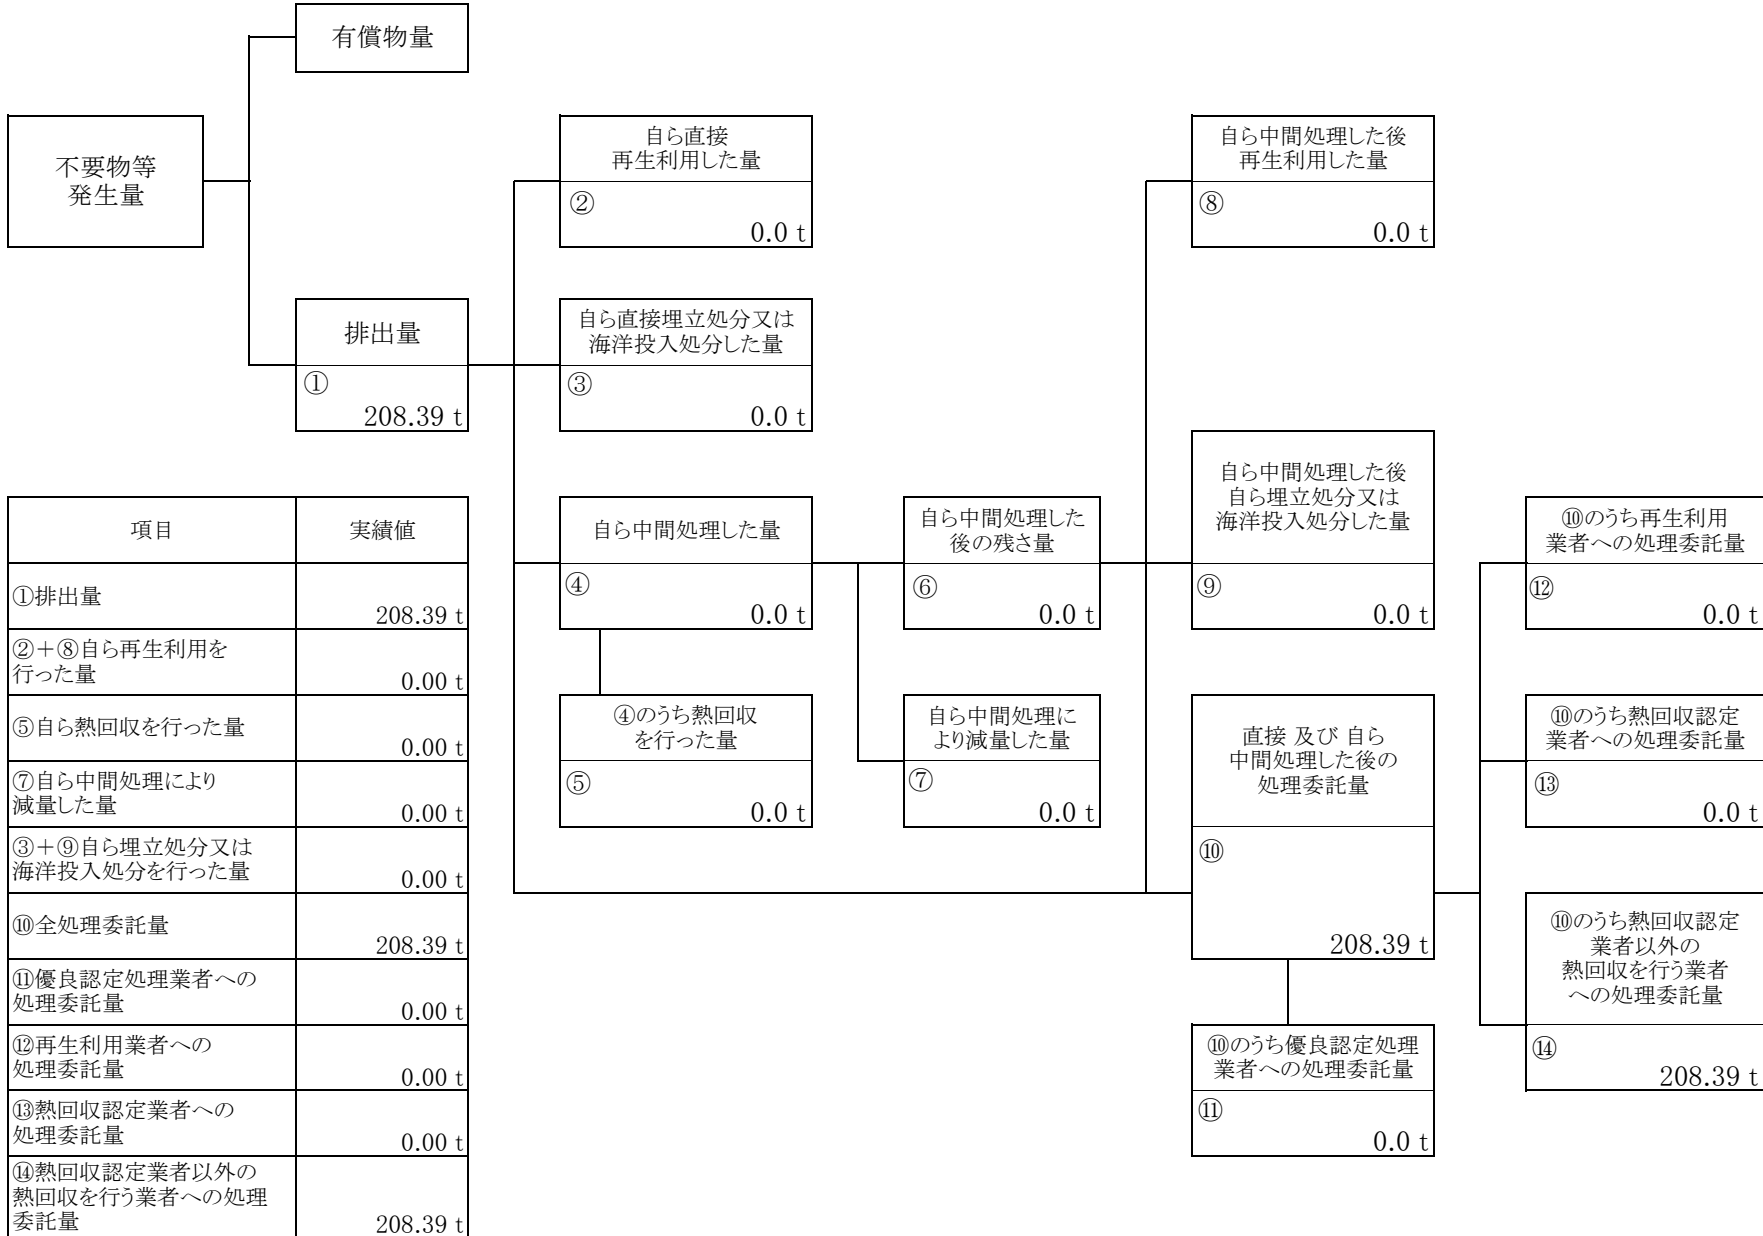 有償物量
不要物等
発生量
自ら直接
再生利用した量
②
0.0 t
自ら中間処理した後
再生利用した量
⑧
0.0 t
排出量
①
208.39 t
自ら直接埋立処分又は
海洋投入処分した量
③
0.0 t
項目
実績値
①排出量
208.39 t
②＋⑧自ら再生利用を
行った量
0.00 t
⑤自ら熱回収を行った量
0.00 t
⑦自ら中間処理により
減量した量
0.00 t
③＋⑨自ら埋立処分又は
海洋投入処分を行った量
0.00 t
⑩全処理委託量
208.39 t
⑪優良認定処理業者への
処理委託量
0.00 t
⑫再生利用業者への
処理委託量
0.00 t
⑬熱回収認定業者への
処理委託量
0.00 t
⑭熱回収認定業者以外の
熱回収を行う業者への処理
委託量
208.39 t
自ら中間処理した量
④
0.0 t
④のうち熱回収
を行った量
⑤
0.0 t
自ら中間処理した
後の残さ量
⑥
0.0 t
自ら中間処理に
より減量した量
⑦
0.0 t
自ら中間処理した後
自ら埋立処分又は
海洋投入処分した量
⑨
0.0 t
直接 及び 自ら
中間処理した後の
処理委託量
⑩
208.39 t
⑩のうち優良認定処理
業者への処理委託量
⑪
0.0 t
⑩のうち再生利用
業者への処理委託量
⑫
0.0 t
⑩のうち熱回収認定
業者への処理委託量
⑬
0.0 t
⑩のうち熱回収認定
業者以外の
熱回収を行う業者
への処理委託量
⑭
208.39 t